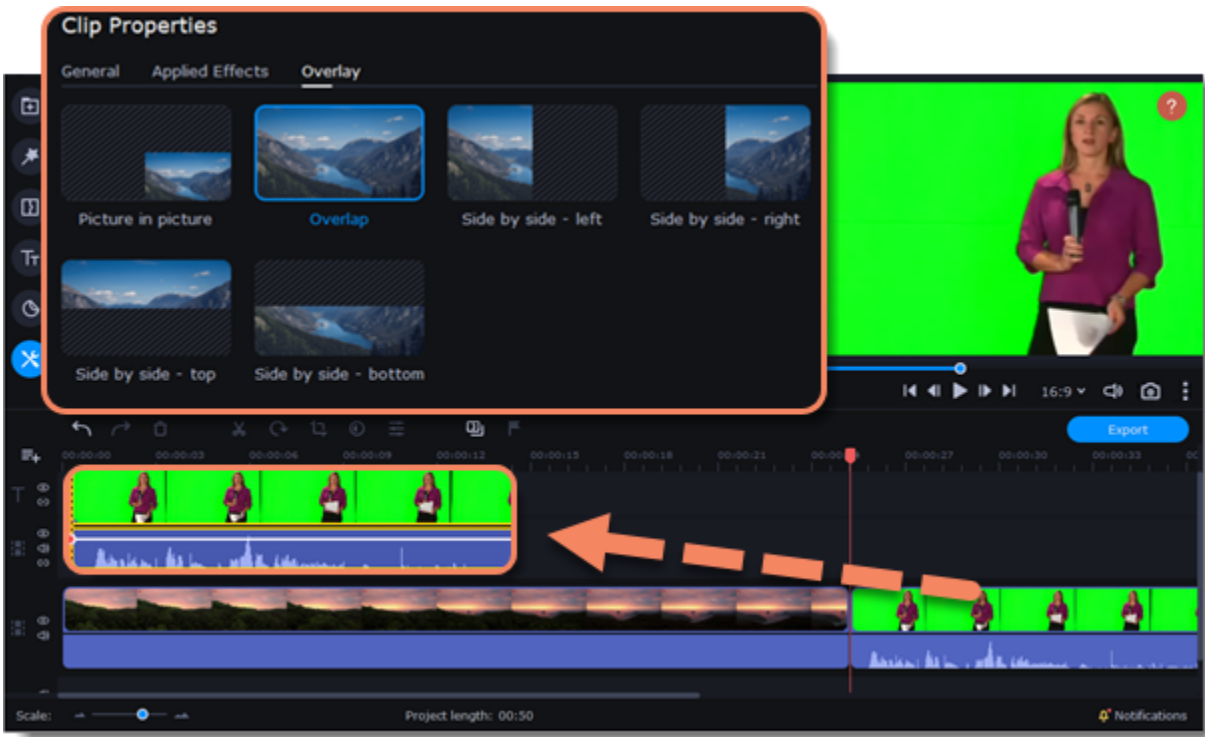 Clip Properties
General Applied Effects Overlay
Picture in picture Overlap Side by side - left Side by side - right
Side by side - top Side by side - bottom
?
16:9
Export
00:00:00 00:00:03 00:00:06 00:00:09 00:00:12 00:00:15 00:00:18 00:00:21 00:00:27 00:00:30 00:00:33
Scale: Project length: 00:50 Notifications